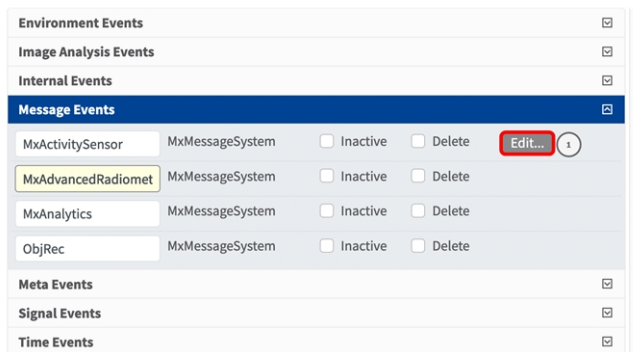 Environment Events
Image Analysis Events
Internal Events
Message Events
MxActivitySensor MxMessageSystem Inactive Delete Edit... 1
MxAdvancedRadiomet MxMessageSystem Inactive Delete
MxAnalytics MxMessageSystem Inactive Delete
ObjRec MxMessageSystem Inactive Delete
Meta Events
Signal Events
Time Events